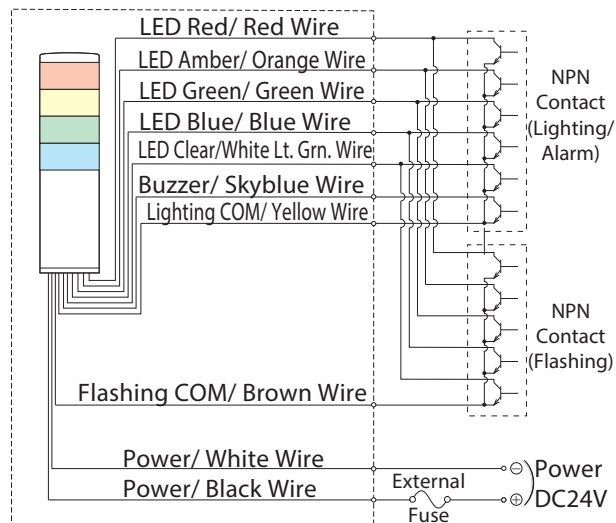 LED Red/ Red Wire
LED Amber/ Orange Wire
LED Green/ Green Wire
LED Blue/ Blue Wire
LED Clear/White Lt. Grn. Wire
Buzzer/ Skyblue Wire
Lighting COM/ Yellow Wire
NPN
Contact
(Lighting/
Alarm)
NPN
Contact
(Flashing)
Flashing COM/ Brown Wire
Power/ White Wire
Power/ Black Wire
External
Fuse
⊖ Power
⊕ DC24V